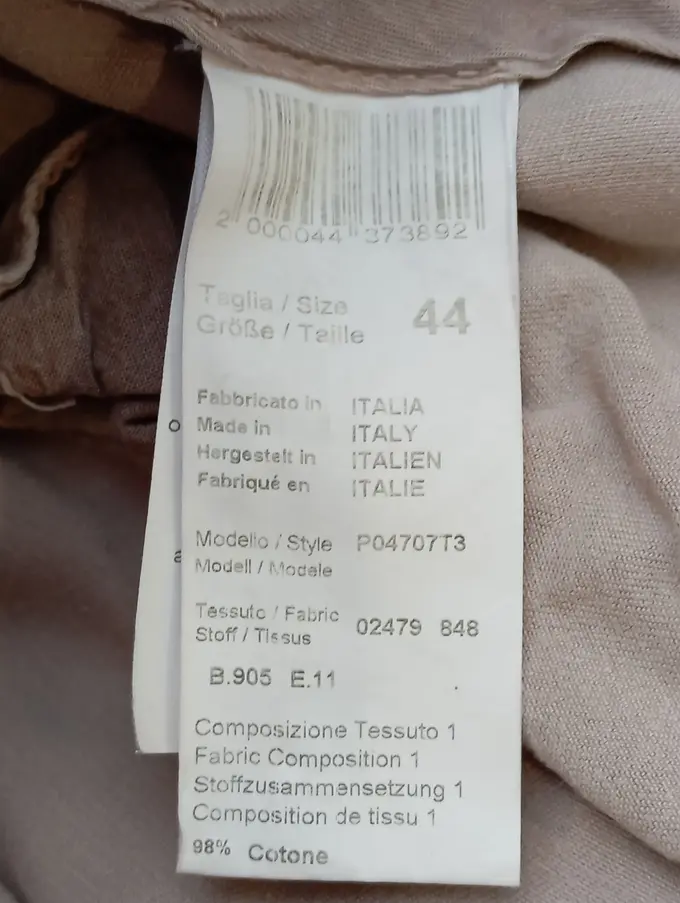 2 000044 373892
Taglia / Size
Größe / Taille
44
Fabbricato in ITALIA
Made in ITALY
Hergestelt in ITALIEN
Fabriqué en ITALIE
Modello / Style P04707T3
Modell / Modele
Tessuto / Fabric
Stoff / Tissus
02479 848
B.905 E.11
Composizione Tessuto 1
Fabric Composition 1
Stoffzusammensetzung 1
Composition de tissu 1
98% Cotone